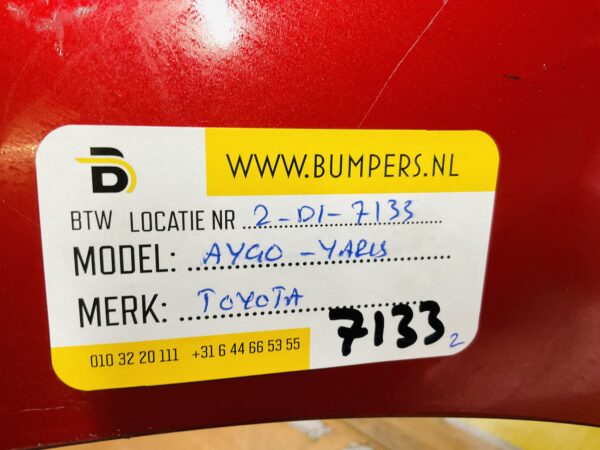 WWW.BUMPERS.NL
BTW LOCATIE NR 2-D1-7133
MODEL: AYGO - YARIS
MERK: TOYOTA
7133 2
010 32 20 111 +31 6 44 66 53 55